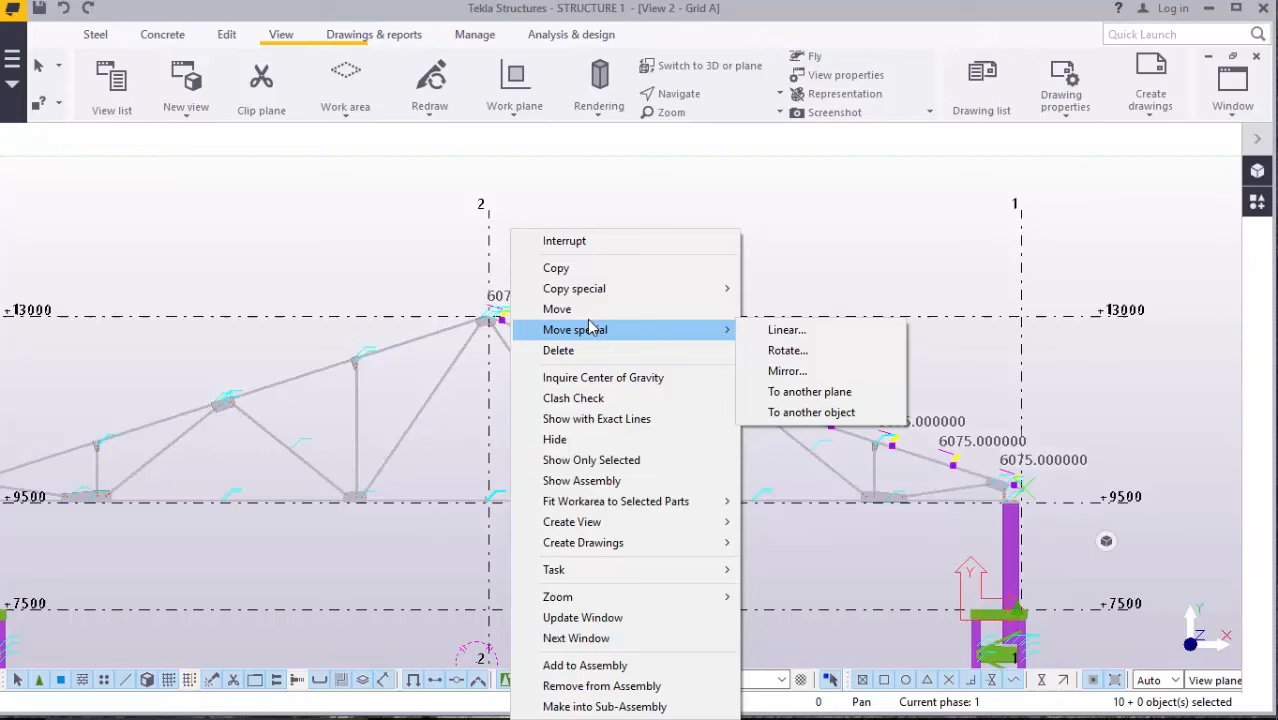 Tekla Structures - STRUCTURE 1 - [View 2 - Grid A]
Log in
Steel
Concrete
Edit
View
Drawings & reports
Manage
Analysis & design
Quick Launch
View list
New view
Clip plane
Work area
Redraw
Work plane
Rendering
Switch to 3D or plane
Navigate
Zoom
Fly
View properties
Representation
Screenshot
Drawing list
Drawing properties
Create drawings
Window
2
1
+13000
607
+13000
Interrupt
Copy
Copy special
Move
Move special
Delete
Inquire Center of Gravity
Clash Check
Show with Exact Lines
Hide
Show Only Selected
Show Assembly
Fit Workarea to Selected Parts
Create View
Create Drawings
Task
Zoom
Update Window
Next Window
Add to Assembly
Remove from Assembly
Make into Sub-Assembly
Linear...
Rotate...
Mirror...
To another plane
To another object
6075.000000
6075.000000
6075.000000
+9500
+9500
Y
+7500
+7500
Y
Z
X
2
1
Auto
View plane
0
Pan
Current phase: 1
10 + 0 object(s) selected